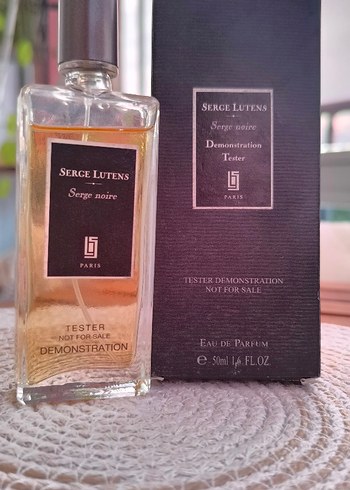 SERGE LUTENS
Serge noire
PARIS
TESTER
NOT FOR SALE
DEMONSTRATION
SERGE LUTENS
Serge noire
Demonstration
Tester
PARIS
TESTER DEMONSTRATION
NOT FOR SALE
EAU DE PARFUM
℮ 50ml 1,6 FL.OZ.